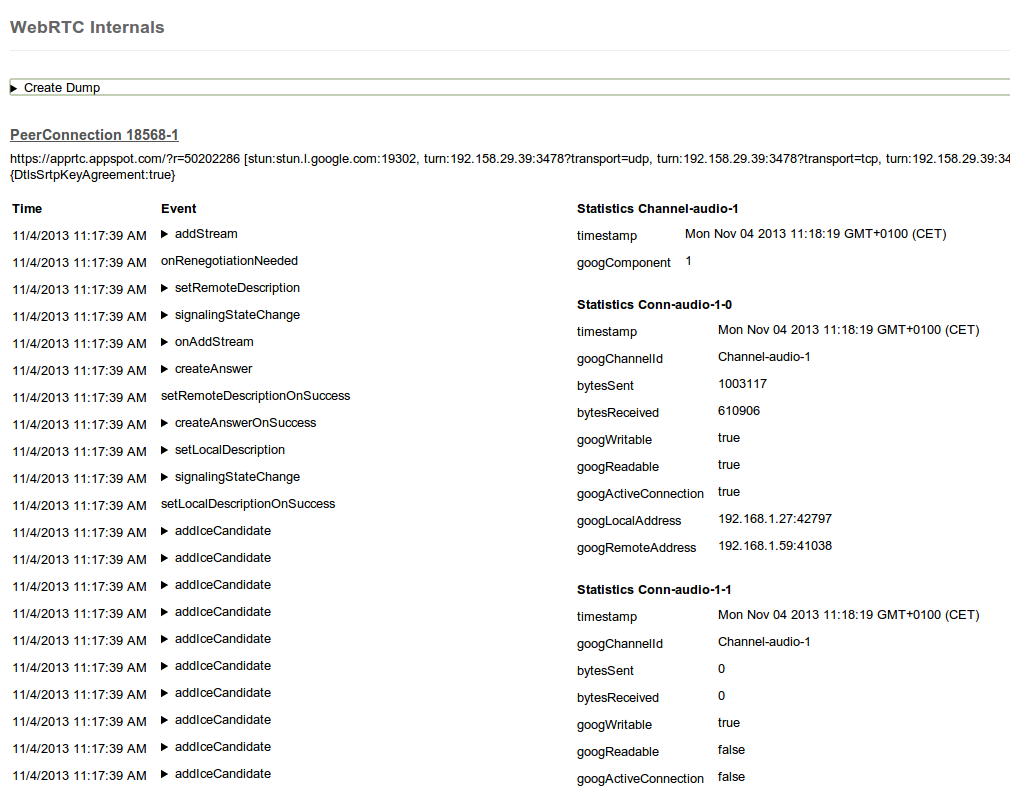 WebRTC Internals
Create Dump
PeerConnection 18568-1
https://apprtc.appspot.com/?r=50202286 [stun:stun.l.google.com:19302, turn:192.158.29.39:3478?transport=udp, turn:192.158.29.39:3478?transport=tcp, turn:192.158.29.39:34
{DtlsSrtpKeyAgreement:true}
Time Event
11/4/2013 11:17:39 AM addStream
11/4/2013 11:17:39 AM onRenegotiationNeeded
11/4/2013 11:17:39 AM setRemoteDescription
11/4/2013 11:17:39 AM signalingStateChange
11/4/2013 11:17:39 AM onAddStream
11/4/2013 11:17:39 AM createAnswer
11/4/2013 11:17:39 AM setRemoteDescriptionOnSuccess
11/4/2013 11:17:39 AM createAnswerOnSuccess
11/4/2013 11:17:39 AM setLocalDescription
11/4/2013 11:17:39 AM signalingStateChange
11/4/2013 11:17:39 AM setLocalDescriptionOnSuccess
11/4/2013 11:17:39 AM addIceCandidate
11/4/2013 11:17:39 AM addIceCandidate
11/4/2013 11:17:39 AM addIceCandidate
11/4/2013 11:17:39 AM addIceCandidate
11/4/2013 11:17:39 AM addIceCandidate
11/4/2013 11:17:39 AM addIceCandidate
11/4/2013 11:17:39 AM addIceCandidate
11/4/2013 11:17:39 AM addIceCandidate
11/4/2013 11:17:39 AM addIceCandidate
11/4/2013 11:17:39 AM addIceCandidate
Statistics Channel-audio-1
timestamp Mon Nov 04 2013 11:18:19 GMT+0100 (CET)
googComponent 1
Statistics Conn-audio-1-0
timestamp Mon Nov 04 2013 11:18:19 GMT+0100 (CET)
googChannelId Channel-audio-1
bytesSent 1003117
bytesReceived 610906
googWritable true
googReadable true
googActiveConnection true
googLocalAddress 192.168.1.27:42797
googRemoteAddress 192.168.1.59:41038
Statistics Conn-audio-1-1
timestamp Mon Nov 04 2013 11:18:19 GMT+0100 (CET)
googChannelId Channel-audio-1
bytesSent 0
bytesReceived 0
googWritable true
googReadable false
googActiveConnection false